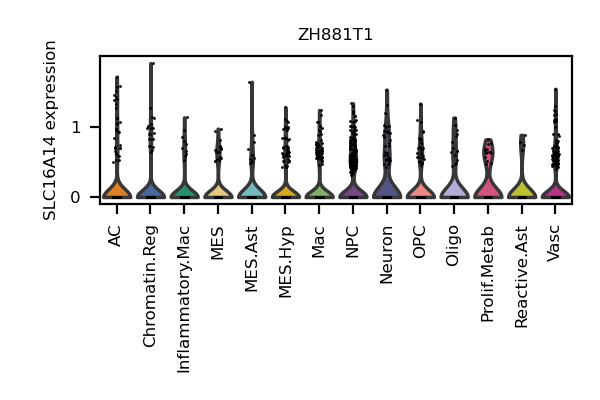 ZH881T1
SLC16A14 expression
1
0
AC
Chromatin.Reg
Inflammatory.Mac
MES
MES.Ast
MES.Hyp
Mac
NPC
Neuron
OPC
Oligo
Prolif.Metab
Reactive.Ast
Vasc